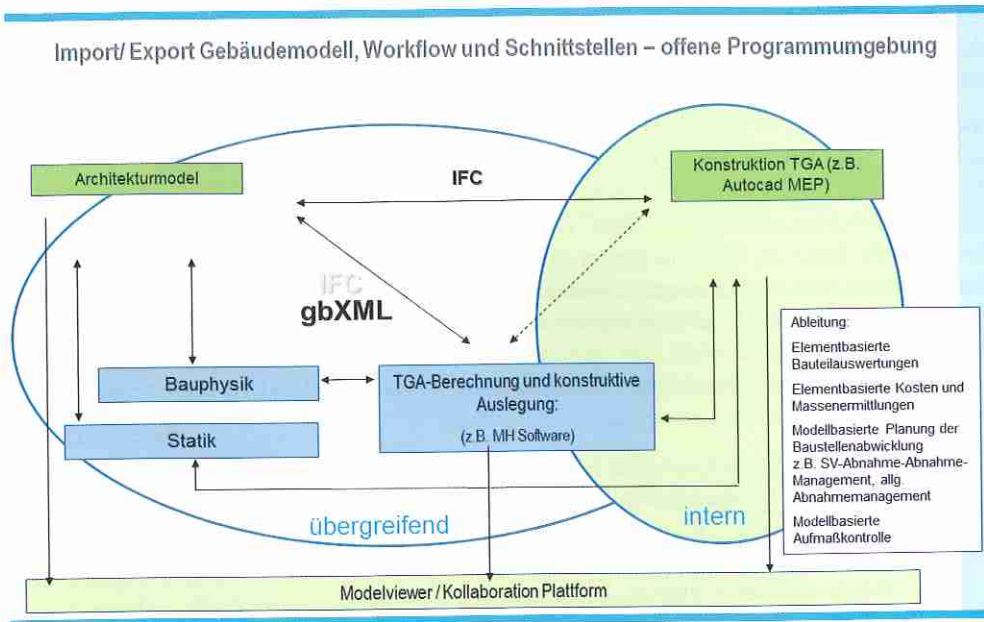 Import/ Export Gebäudemodell, Workflow und Schnittstellen – offene Programmumgebung
Architekturmodel
IFC
Konstruktion TGA (z.B.
Autocad MEP)
IFC
gbXML
Bauphysik
Statik
TGA-Berechnung und konstruktive
Auslegung:
(z.B. MH Software)
Ableitung:
Elementbasierte
Bauteilauswertungen
Elementbasierte Kosten und
Massenermittlungen
Modellbasierte Planung der
Baustellenabwicklung
z.B. SV-Abnahme-Abnahme-
Management, allg.
Abnahmemanagement
Modellbasierte
Aufmaßkontrolle
übergreifend
intern
Modelviewer / Kollaboration Plattform